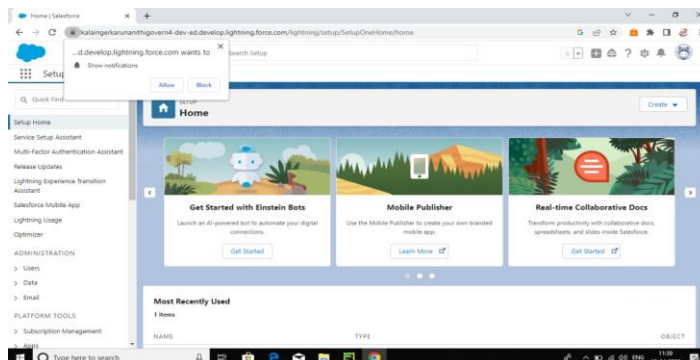 Home | Salesforce
kalaingerkarunanithigovern4-dev-ed.develop.lightning.force.com/lightning/setup/SetupOneHome/home
...d.develop.lightning.force.com wants to
Show notifications
Allow
Block
Search Setup
Setup
Quick Find
Setup Home
Service Setup Assistant
Multi-Factor Authentication Assistant
Release Updates
Lightning Experience Transition
Assistant
Salesforce Mobile App
Lightning Usage
Optimizer
ADMINISTRATION
Users
Data
Email
PLATFORM TOOLS
Subscription Management
Apps
SETUP
Home
Create
Get Started with Einstein Bots
Launch an AI-powered bot to automate your digital
connections.
Get Started
Mobile Publisher
Use the Mobile Publisher to create your own branded
mobile app.
Learn More
Real-time Collaborative Docs
Transform productivity with collaborative docs,
spreadsheets, and slides inside Salesforce.
Get Started
Most Recently Used
1 items
NAME
TYPE
OBJECT
Type here to search
ENG
11:39